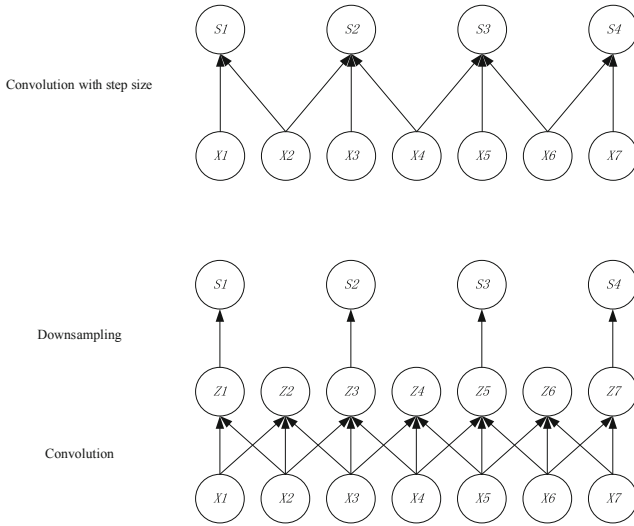 S1 S2 S3 S4
Convolution with step size
X1 X2 X3 X4 X5 X6 X7
S1 S2 S3 S4
Downsampling
Z1 Z2 Z3 Z4 Z5 Z6 Z7
Convolution
X1 X2 X3 X4 X5 X6 X7